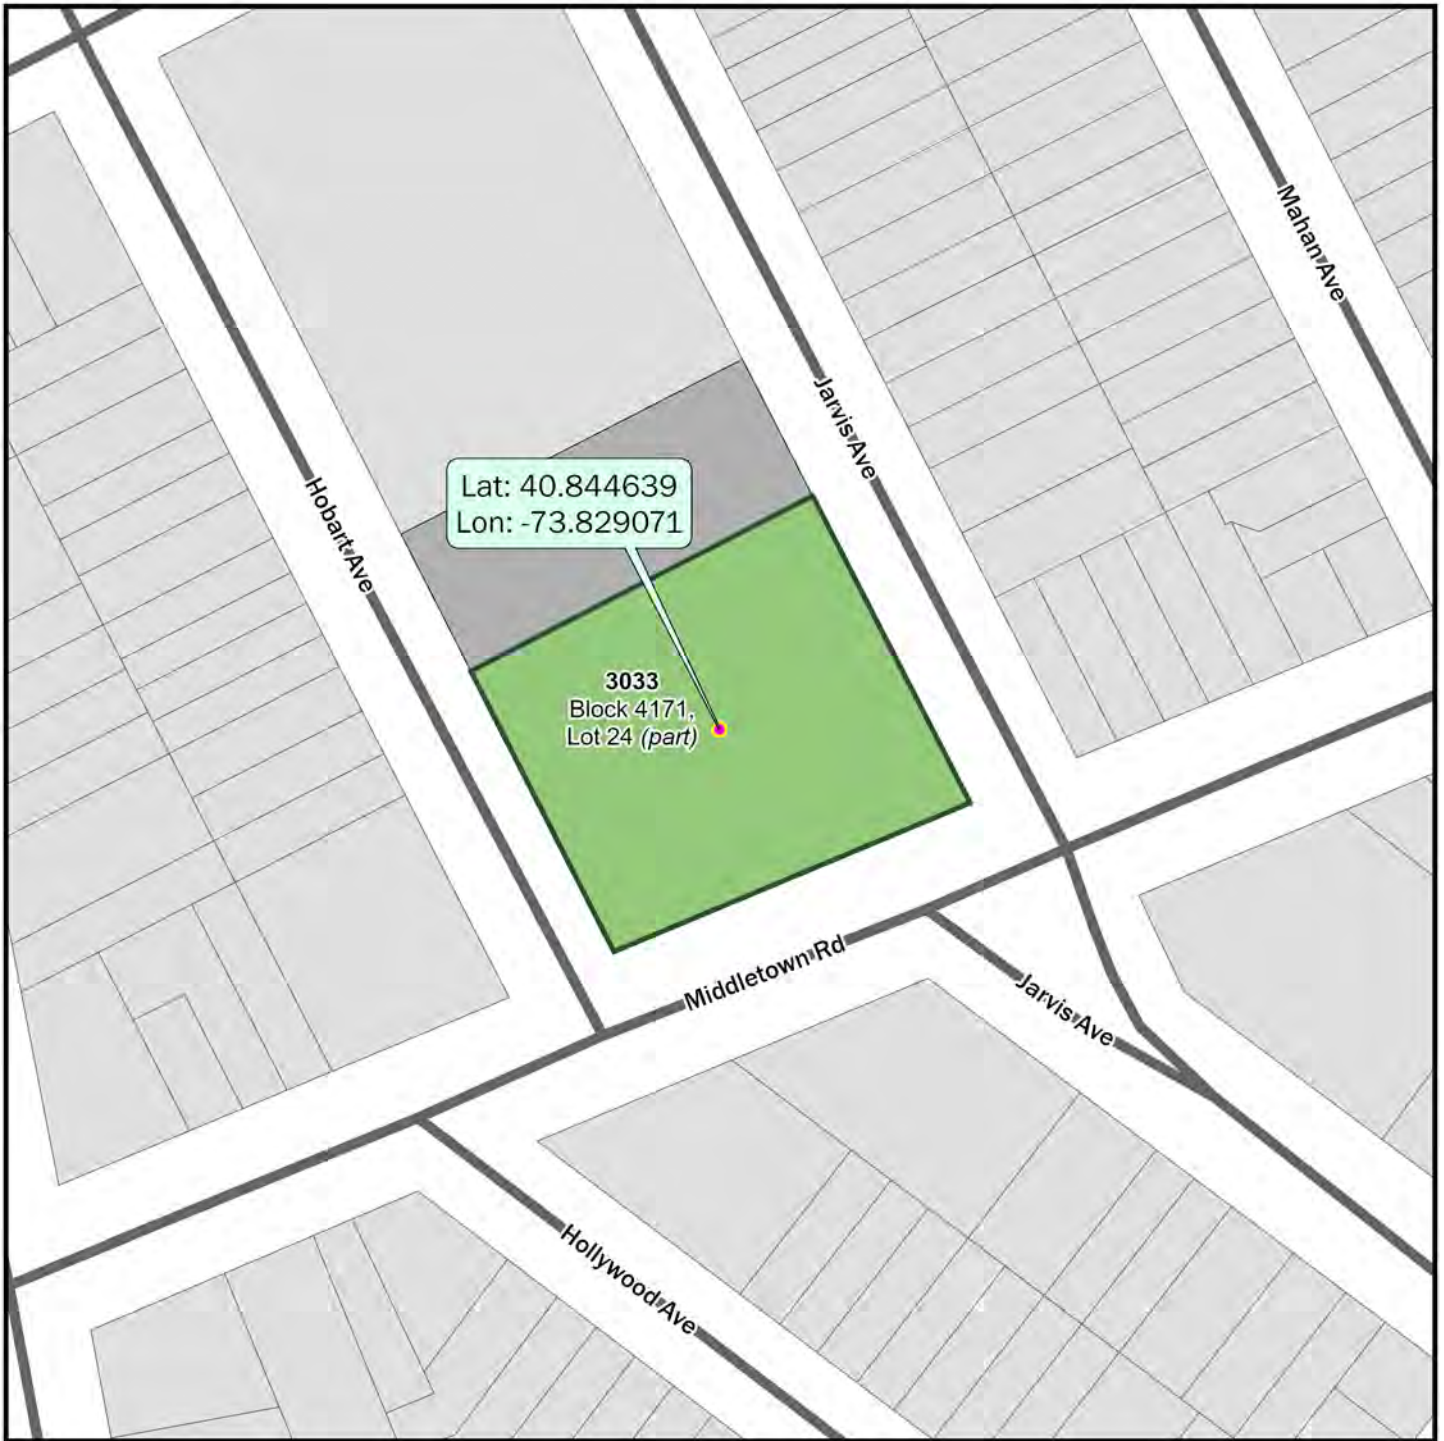 Mahan Ave
Jarvis Ave
Hobart Ave
Lat: 40.844639
Lon: -73.829071
3033
Block 4171,
Lot 24 (part)
Middletown Rd
Jarvis Ave
Hollywood Ave